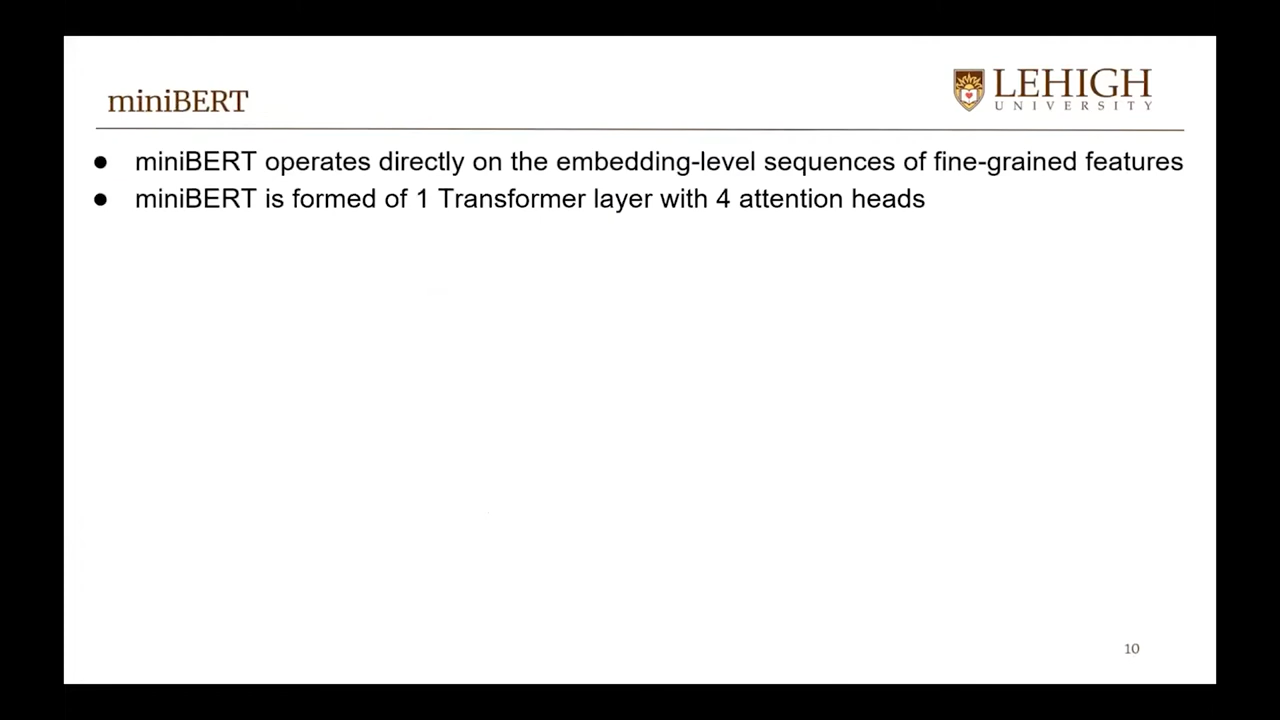 miniBERT
LEHIGH
UNIVERSITY
● miniBERT operates directly on the embedding-level sequences of fine-grained features
● miniBERT is formed of 1 Transformer layer with 4 attention heads
10